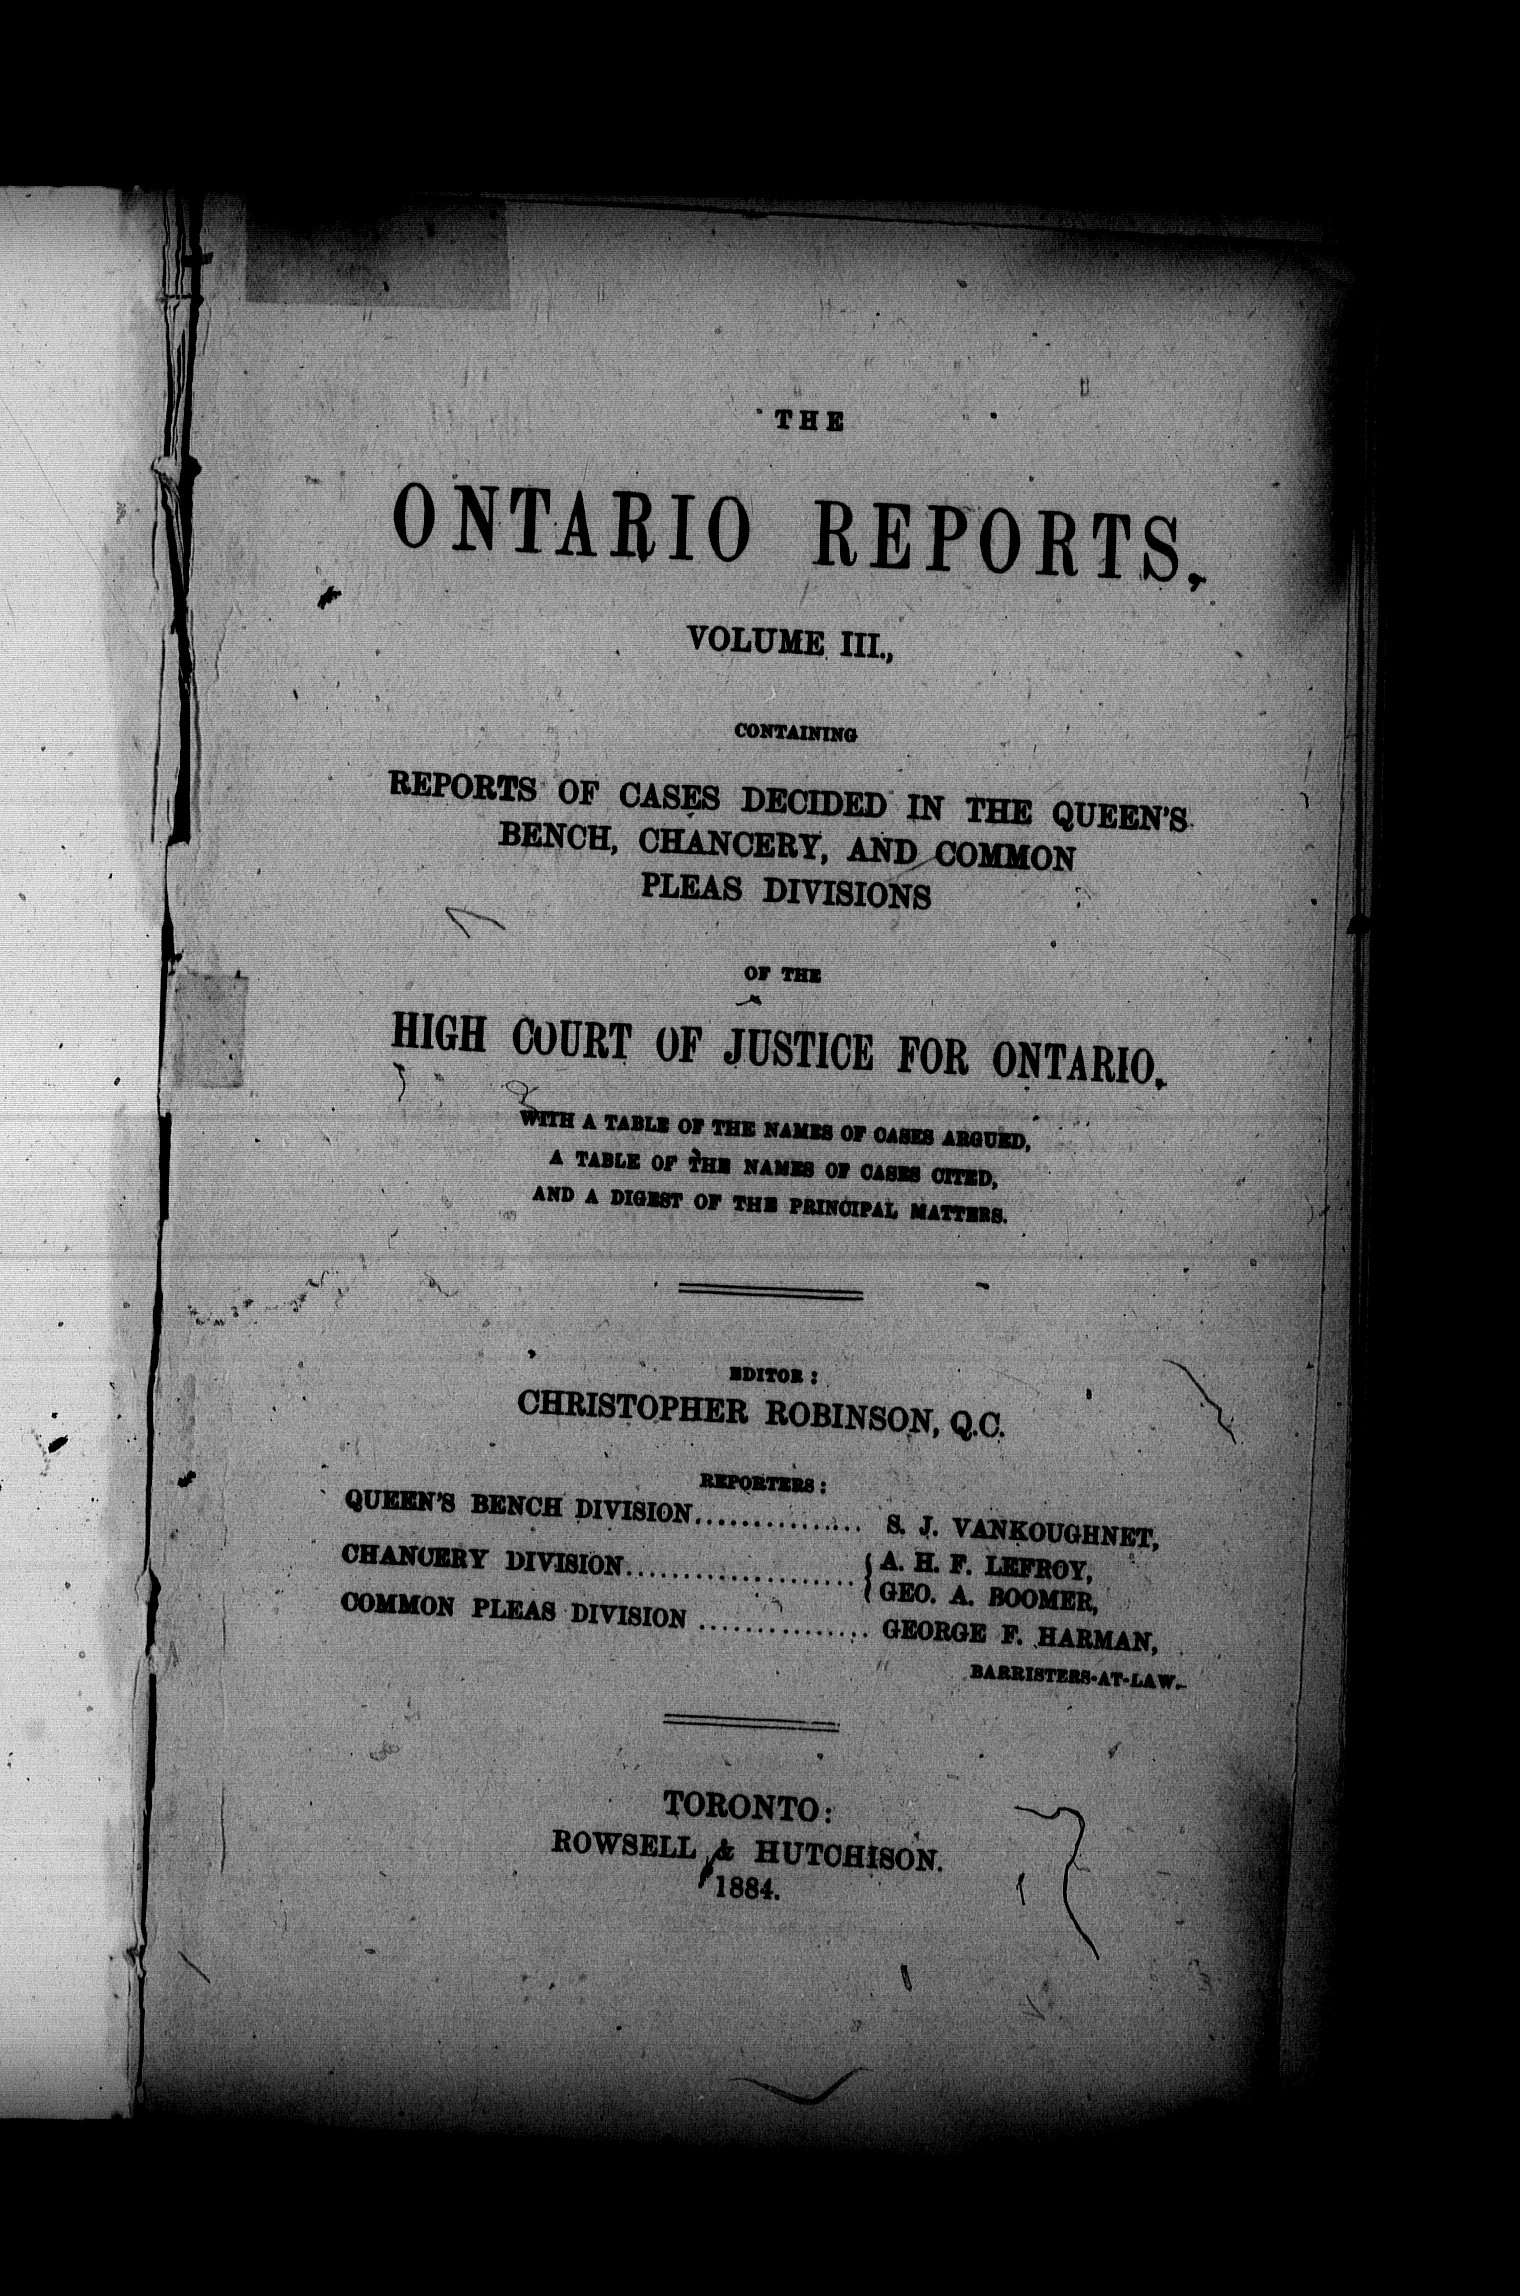 THE
ONTARIO REPORTS,
VOLUME III.,
CONTAINING
REPORTS OF CASES DECIDED IN THE QUEEN'S
BENCH, CHANCERY, AND COMMON
PLEAS DIVISIONS
OF THE
HIGH COURT OF JUSTICE FOR ONTARIO,
WITH A TABLE OF THE NAMES OF CASES ARGUED,
A TABLE OF THE NAMES OF CASES CITED,
AND A DIGEST OF THE PRINCIPAL MATTERS.
EDITOR:
CHRISTOPHER ROBINSON, Q.C.
REPORTERS:
QUEEN'S BENCH DIVISION............... S. J. VANKOUGHNET,
CHANCERY DIVISION.................... { A. H. F. LEFROY,
GEO. A. BOOMER,
COMMON PLEAS DIVISION ............... GEORGE F. HARMAN,
BARRISTERS-AT-LAW.
TORONTO:
ROWSELL & HUTCHISON.
1884.